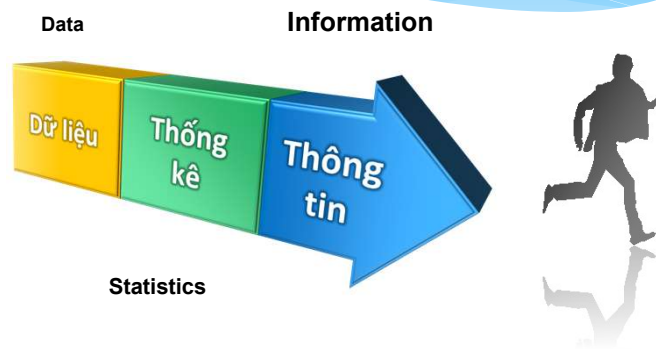 Data
Information
Dữ liệu
Thống
kê
Thông
tin
Statistics